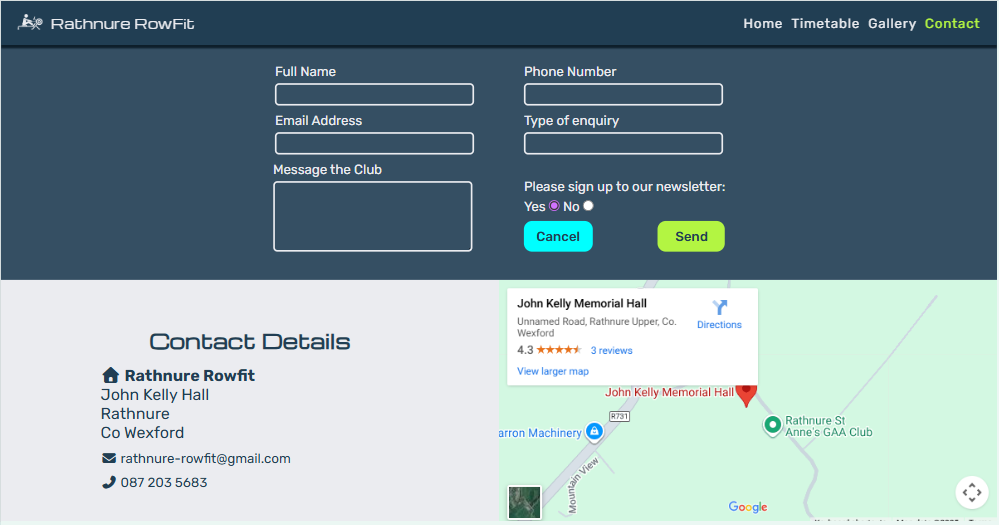 Rathnure RowFit
Home Timetable Gallery Contact
Full Name
Phone Number
Email Address
Type of enquiry
Message the Club
Please sign up to our newsletter:
Yes No
Cancel
Send
Contact Details
Rathnure Rowfit
John Kelly Hall
Rathnure
Co Wexford
rathnure-rowfit@gmail.com
087 203 5683
John Kelly Memorial Hall
Unnamed Road, Rathnure Upper, Co.
Wexford
Directions
4.3 3 reviews
View larger map
John Kelly Memorial Hall
R731
arron Machinery
Rathnure St
Anne's GAA Club
Mountain View
Google